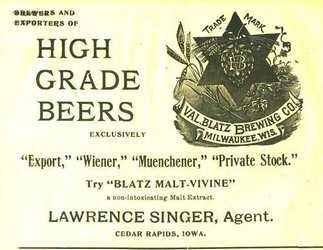 BREWERS AND
EXPORTERS OF
HIGH
GRADE
BEERS
EXCLUSIVELY
TRADE MARK
B
VAL. BLATZ BREWING CO.
MILWAUKEE, WIS.
"Export," "Wiener," "Muenchener," "Private Stock."
Try "BLATZ MALT-VIVINE"
a non-intoxicating Malt Extract.
LAWRENCE SINGER, Agent.
CEDAR RAPIDS, IOWA.